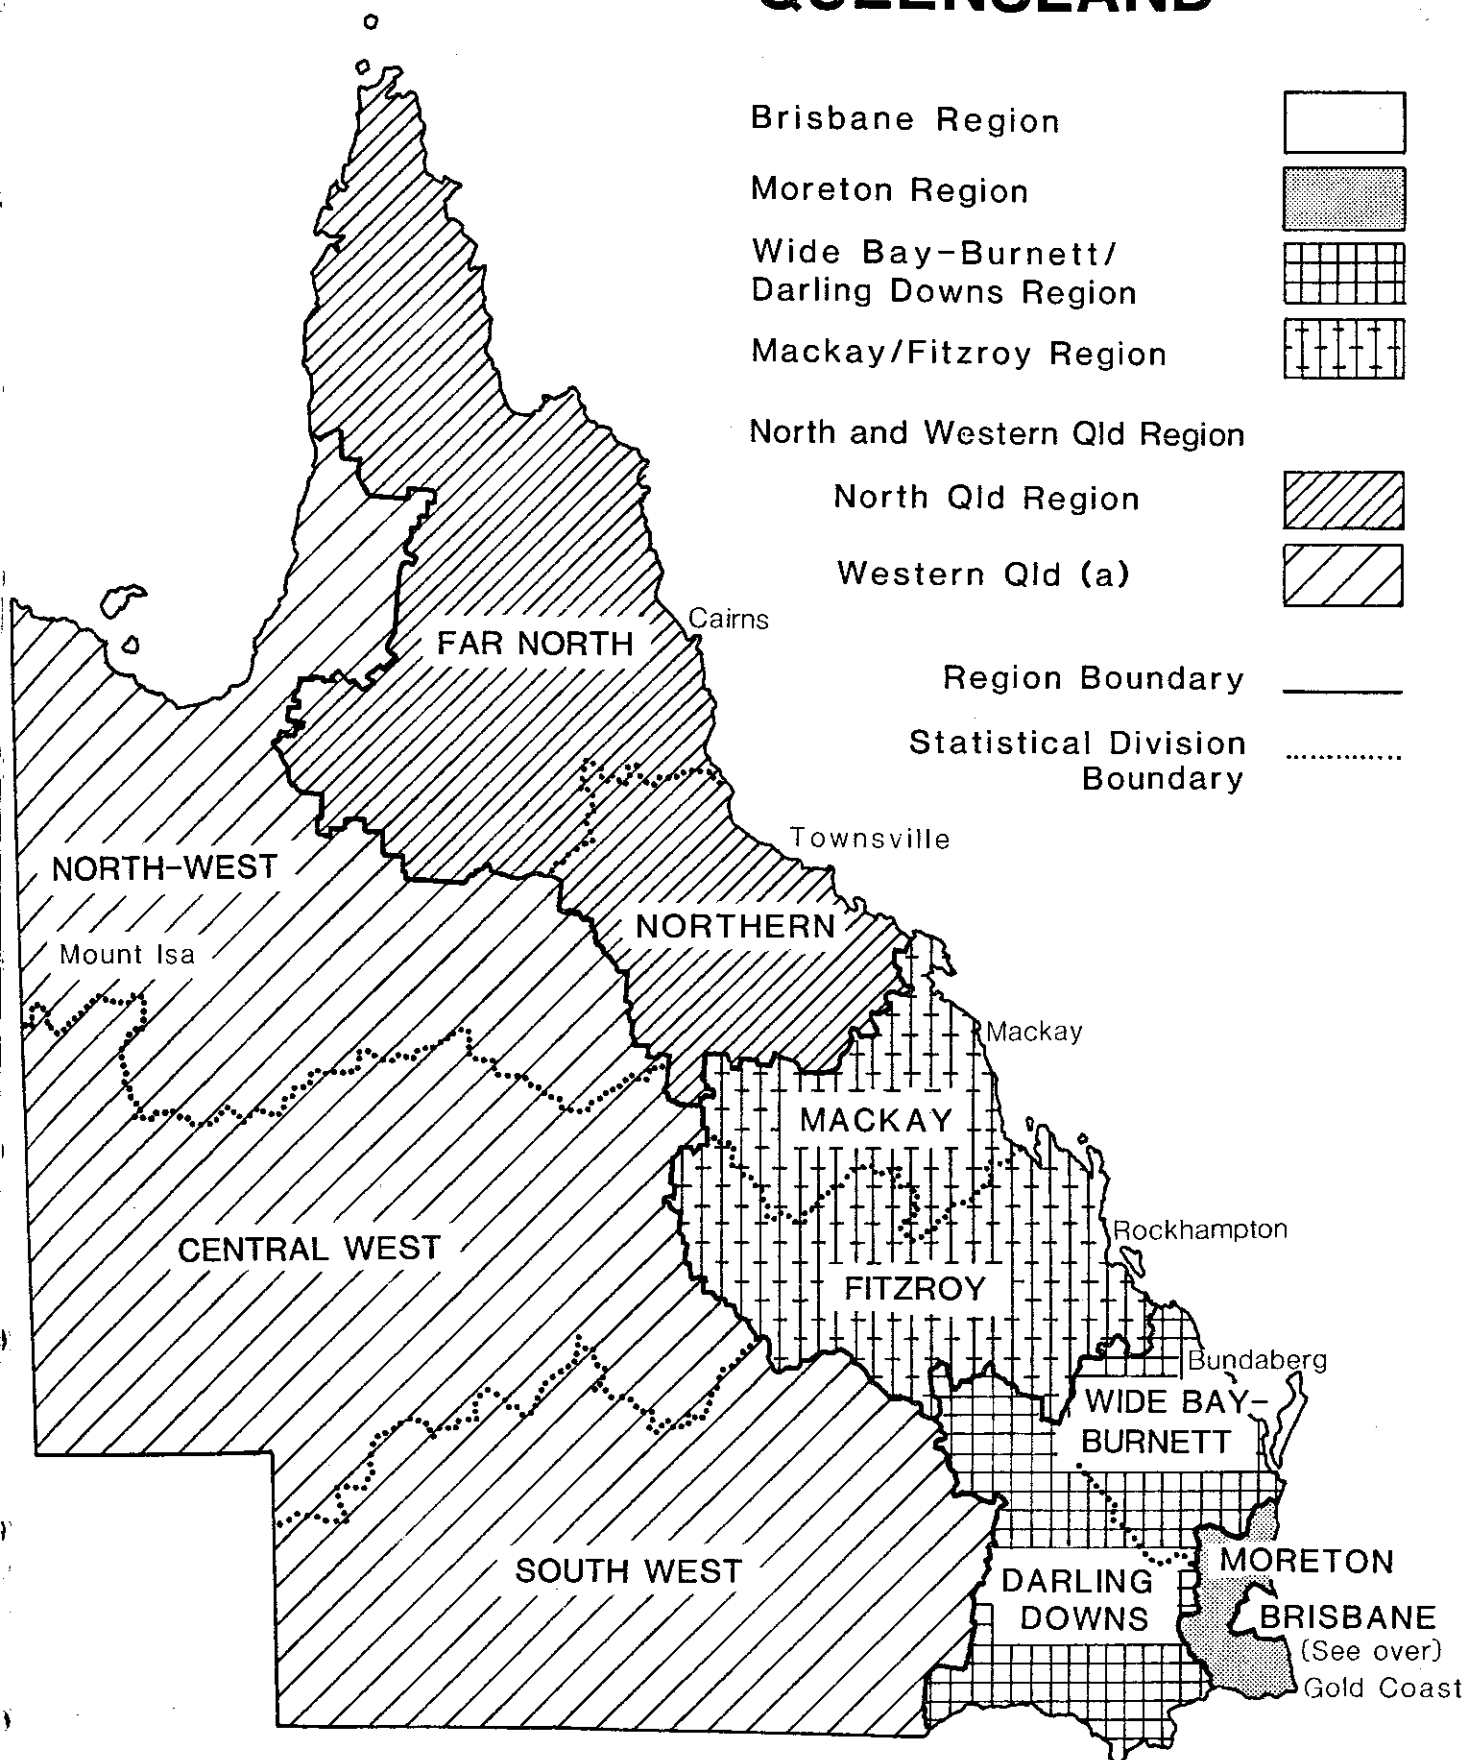 QUEENSLAND
Brisbane Region
Moreton Region
Wide Bay-Burnett/
Darling Downs Region
Mackay/Fitzroy Region
North and Western Qld Region
North Qld Region
Western Qld (a)
Region Boundary
Statistical Division
Boundary
Cairns
FAR NORTH
Townsville
NORTH-WEST
NORTHERN
Mount Isa
Mackay
MACKAY
Rockhampton
CENTRAL WEST
FITZROY
Bundaberg
WIDE BAY-
BURNETT
MORETON
SOUTH WEST
DARLING
DOWNS
BRISBANE
(See over)
Gold Coast